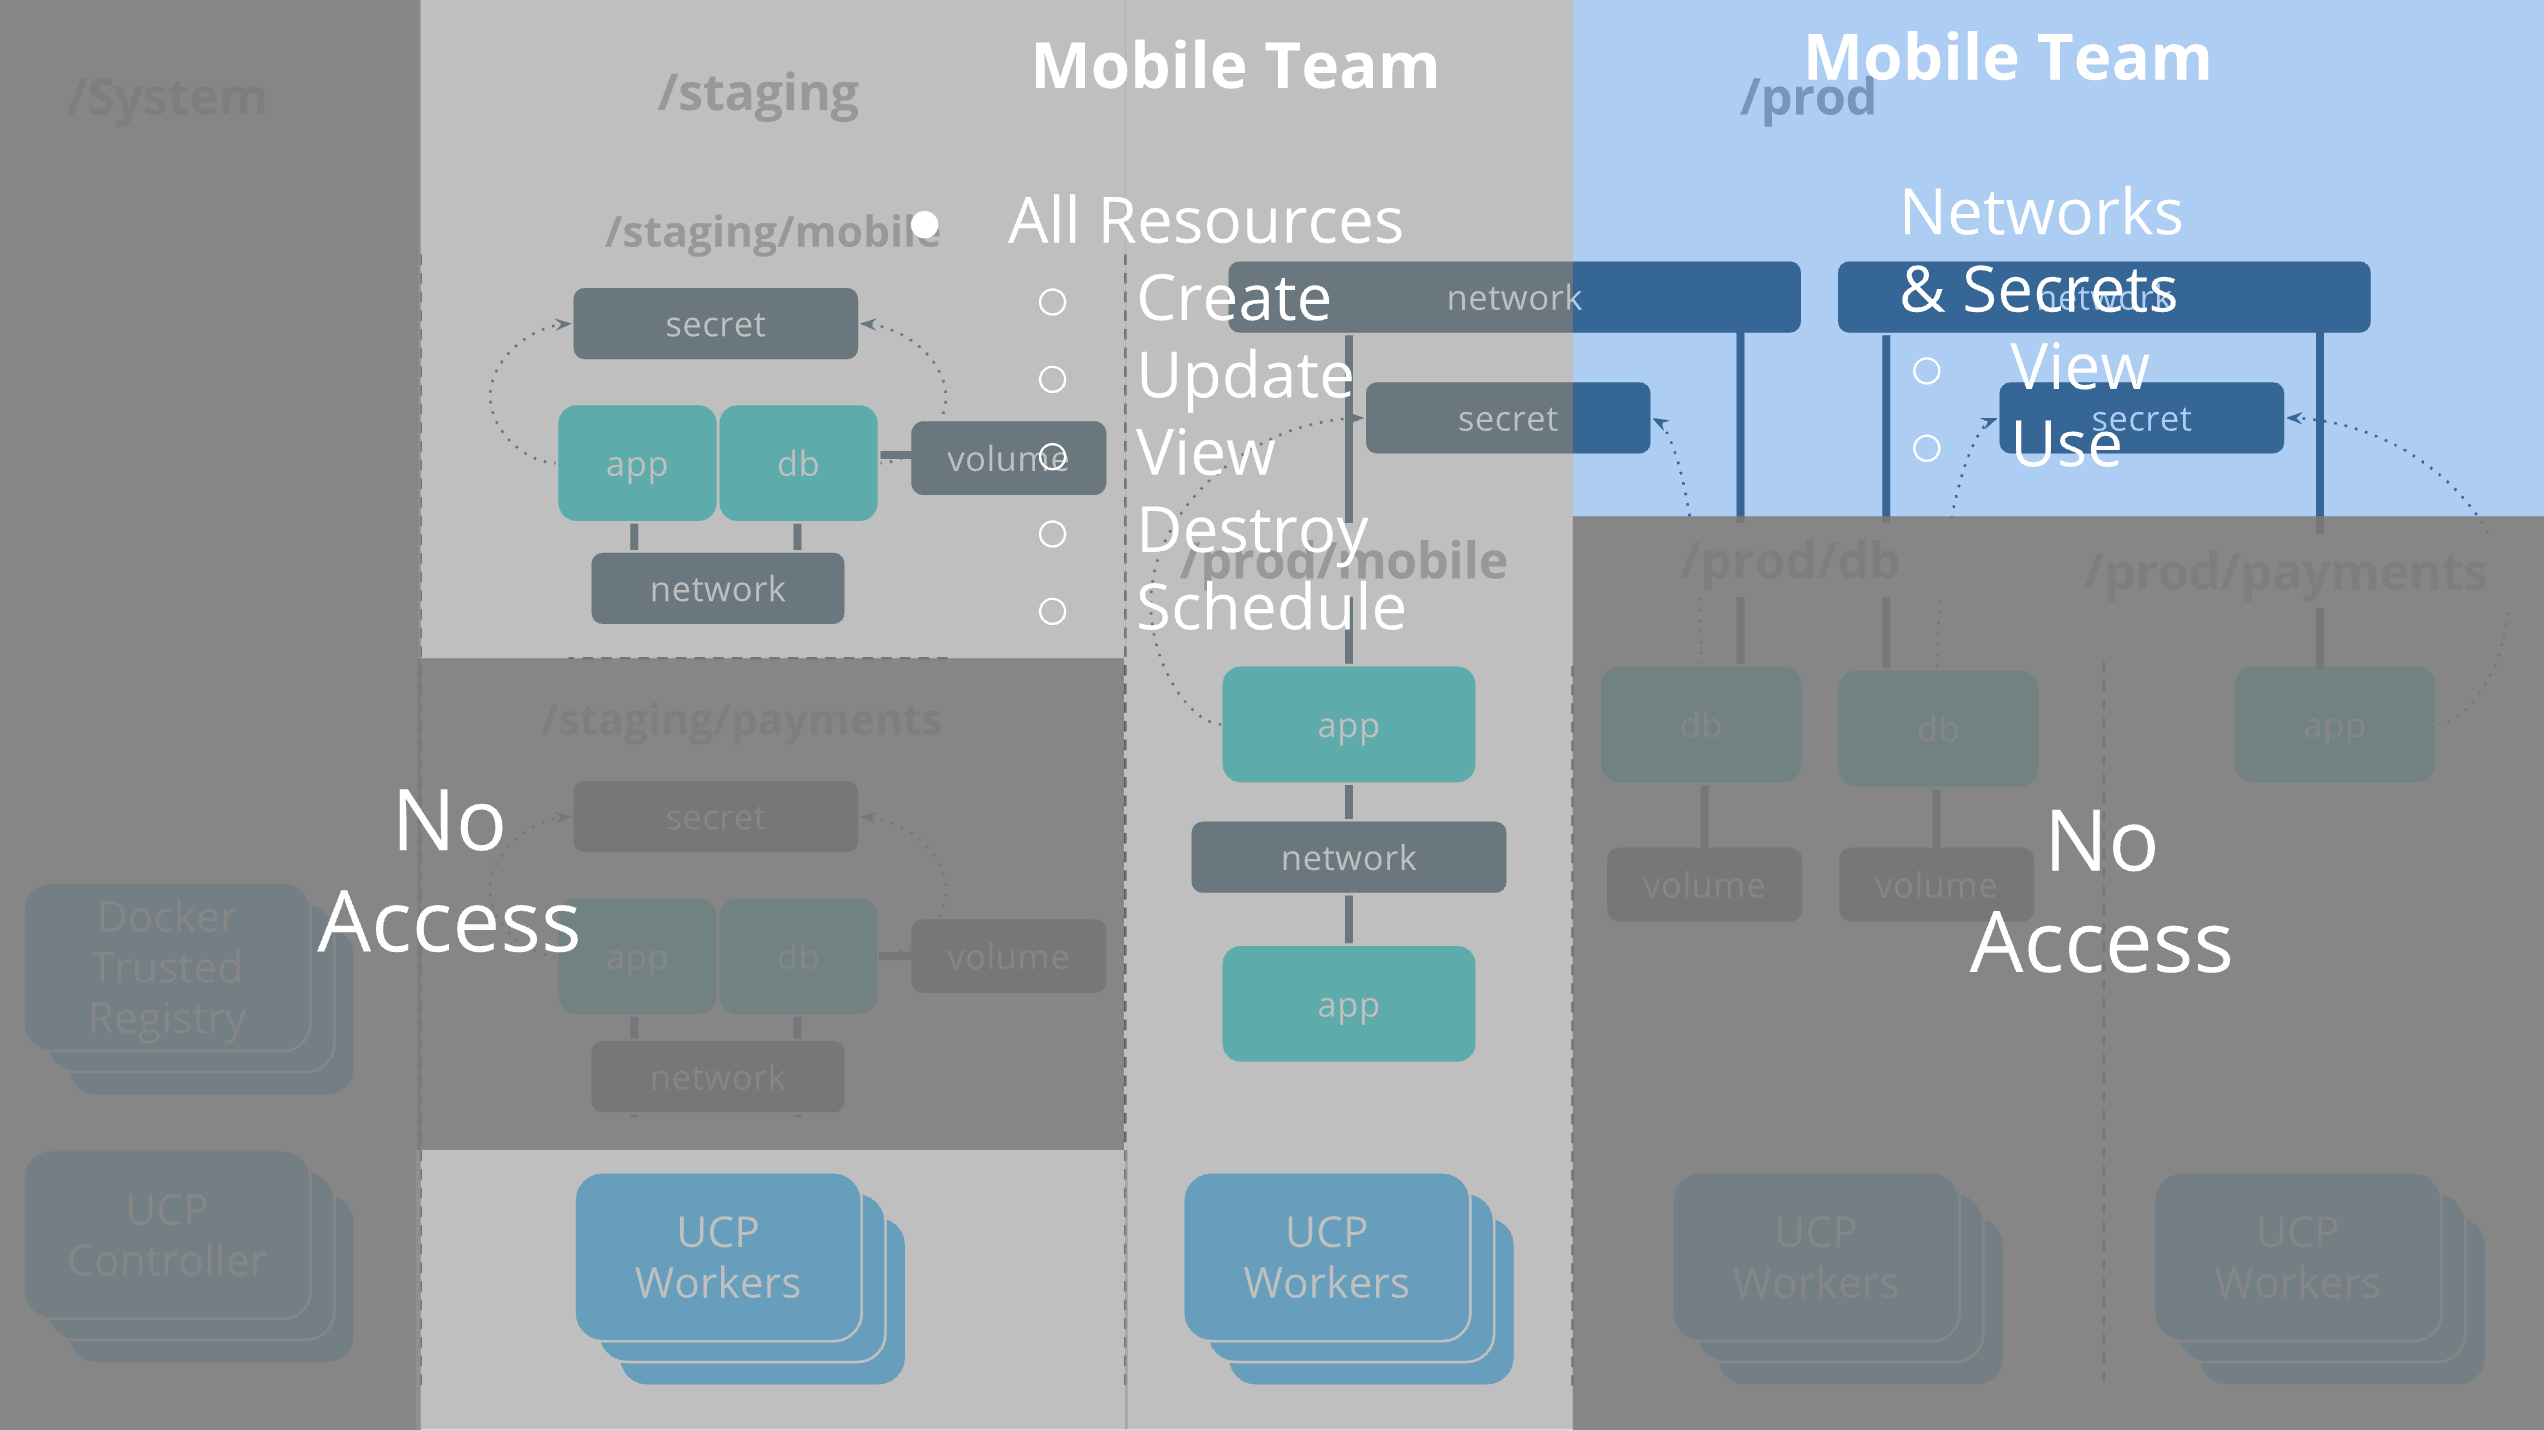 /System
/staging
Mobile Team
Mobile Team
/prod
/staging/mobile
All Resources
Create
Update
View
Destroy
Schedule
Networks
& Secrets
View
Use
secret
app
db
volume
network
network
network
secret
secret
/prod/mobile
/prod/db
/prod/payments
/staging/payments
secret
app
db
volume
network
No
Access
app
network
app
db
db
app
volume
volume
No
Access
Docker
Trusted
Registry
UCP
Controller
UCP
Workers
UCP
Workers
UCP
Workers
UCP
Workers